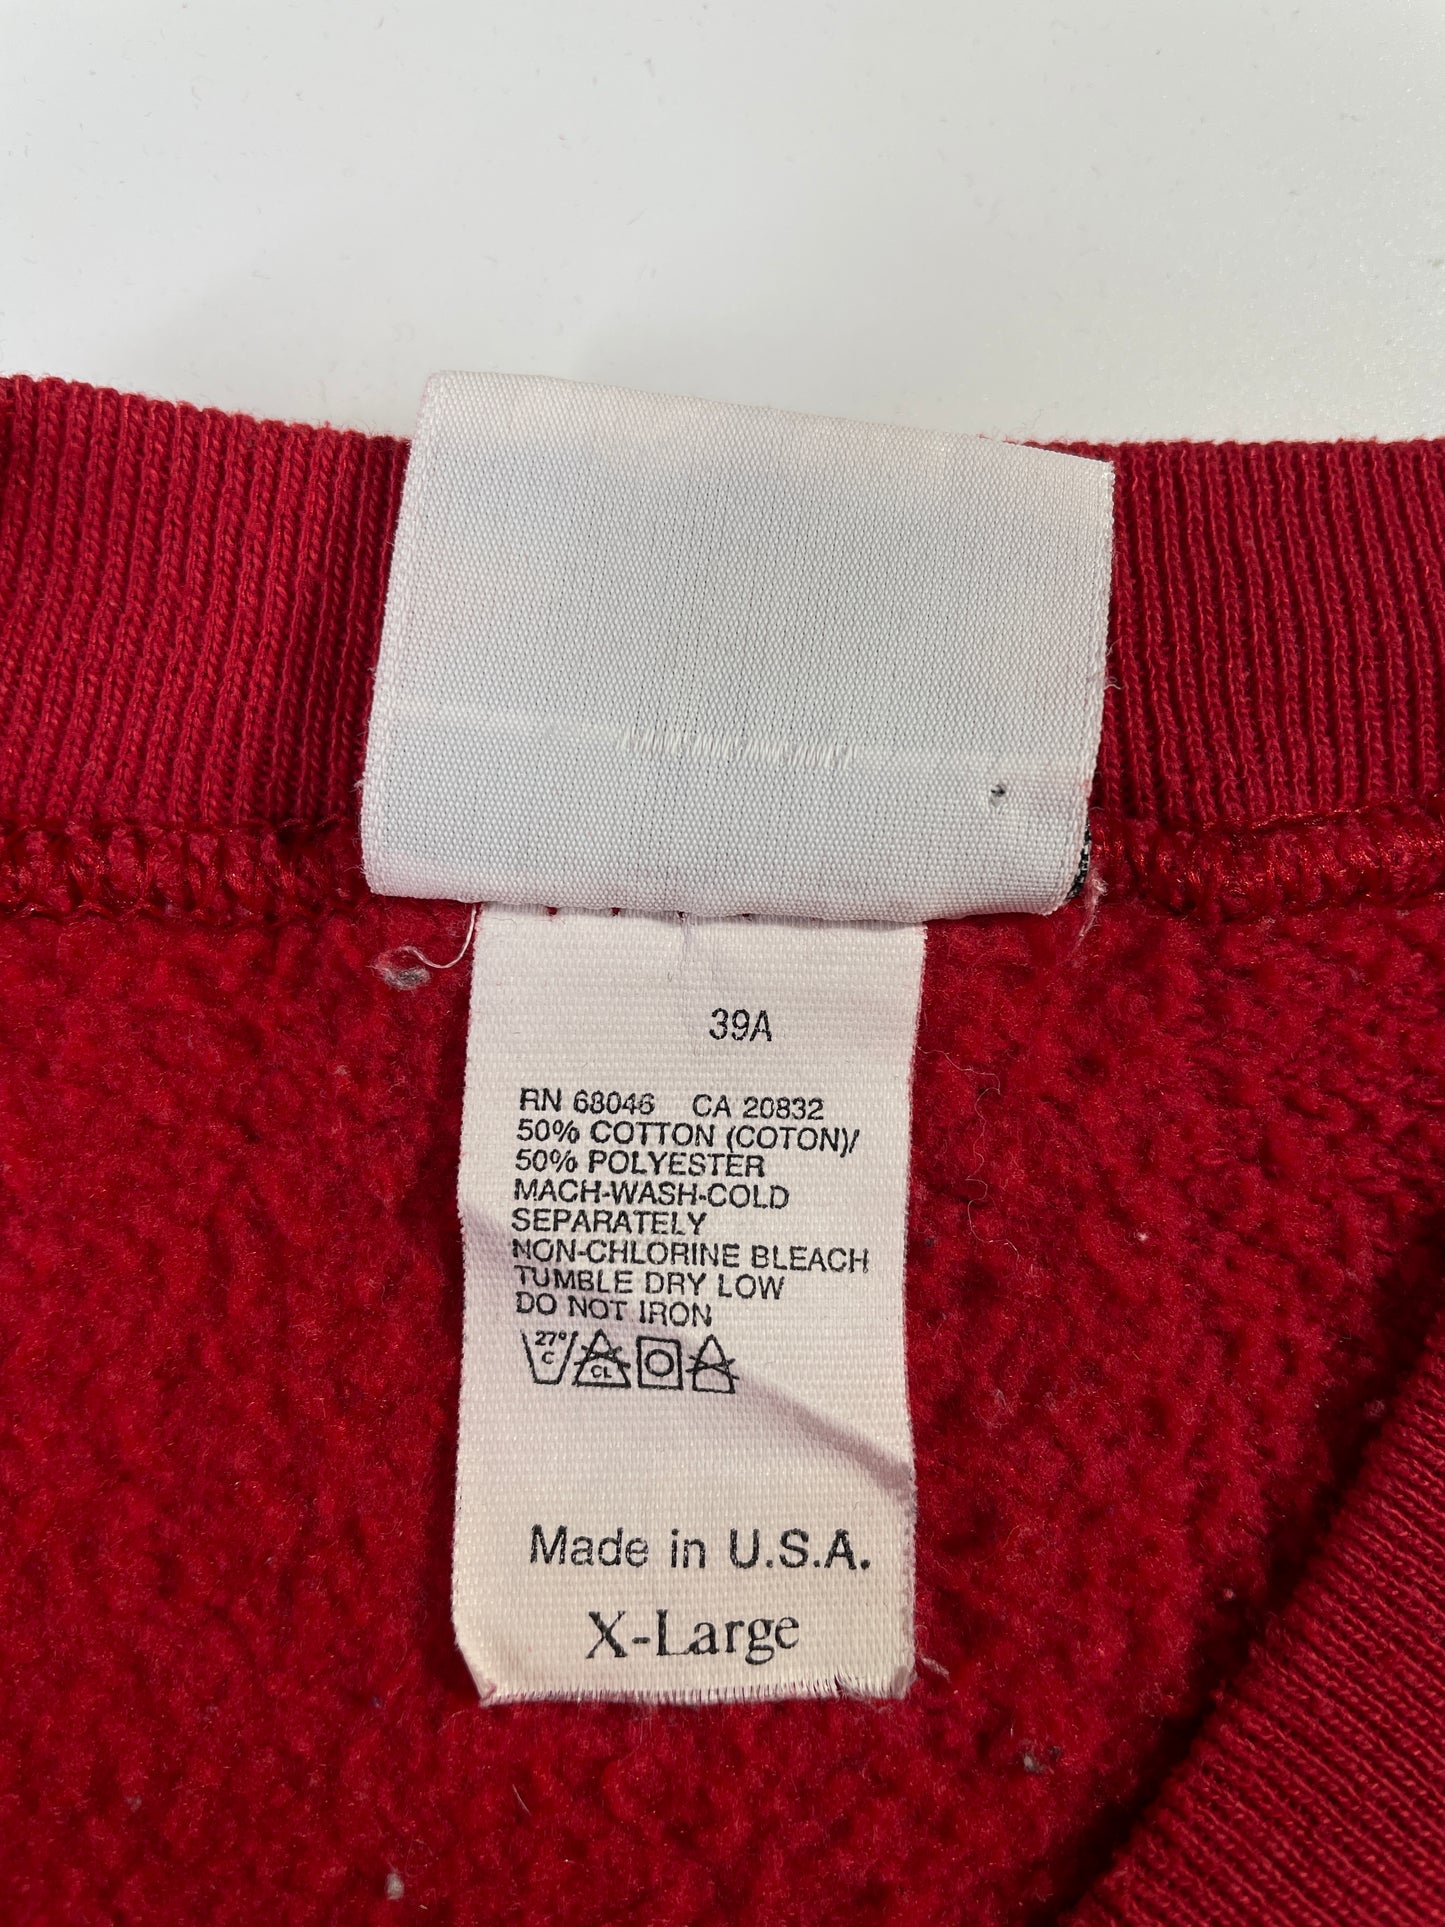 39A
RN 68046 CA 20832
50% COTTON (COTON)/
50% POLYESTER
MACH-WASH-COLD
SEPARATELY
NON-CHLORINE BLEACH
TUMBLE DRY LOW
DO NOT IRON
27°
C
CL
Made in U.S.A.
X-Large